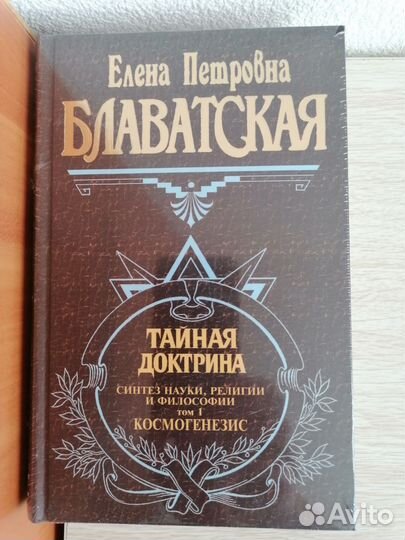 Елена Петровна
БЛАВАТСКАЯ
ТАЙНАЯ
ДОКТРИНА
СИНТЕЗ НАУКИ, РЕЛИГИИ
И ФИЛОСОФИИ
ТОМ I
КОСМОГЕНЕЗИС
Avito